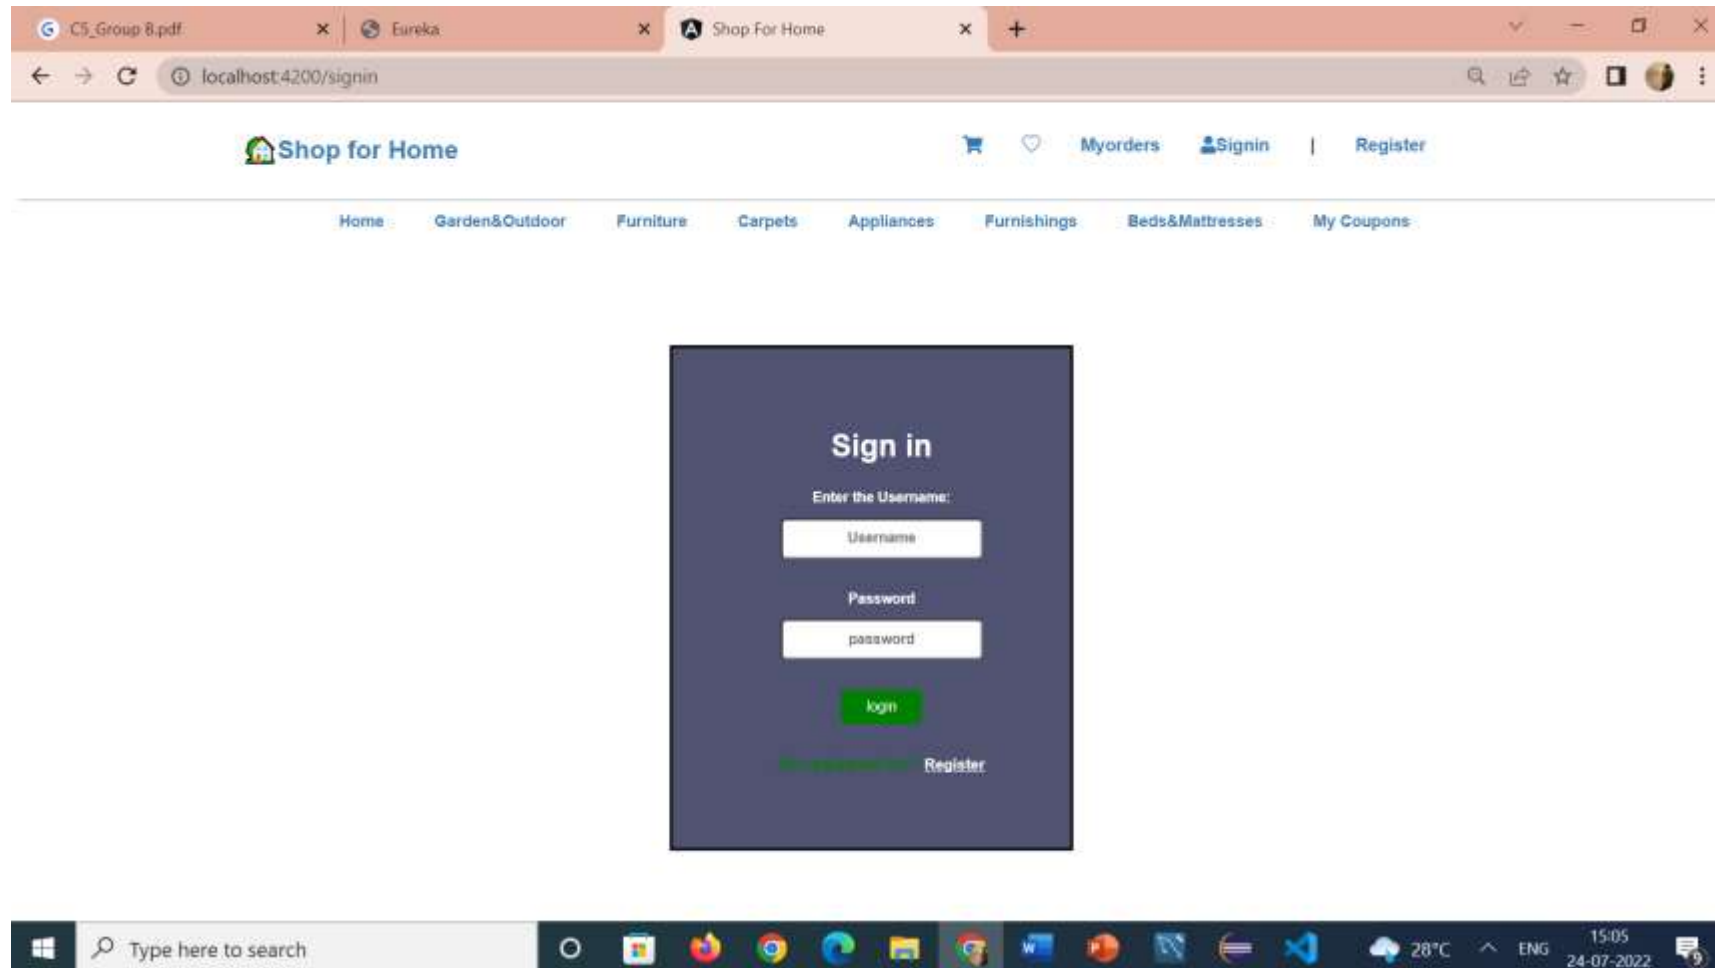 C5_Group B.pdf Eureka Shop For Home
localhost:4200/signin
Shop for Home Myorders Signin | Register
Home Garden&Outdoor Furniture Carpets Appliances Furnishings Beds&Mattresses My Coupons
Sign in
Enter the Username:
Username
Password
password
login
Register
Type here to search 28°C ENG 15:05
24-07-2022
9